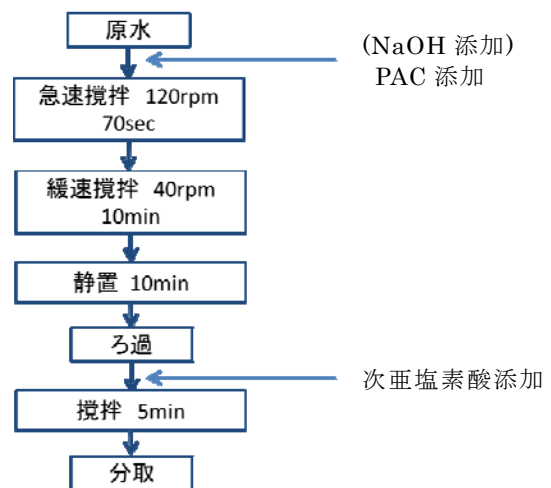 原水
(NaOH 添加)
PAC 添加
急速撹拌 120rpm
70sec
緩速撹拌 40rpm
10min
静置 10min
ろ過
次亜塩素酸添加
撹拌 5min
分取